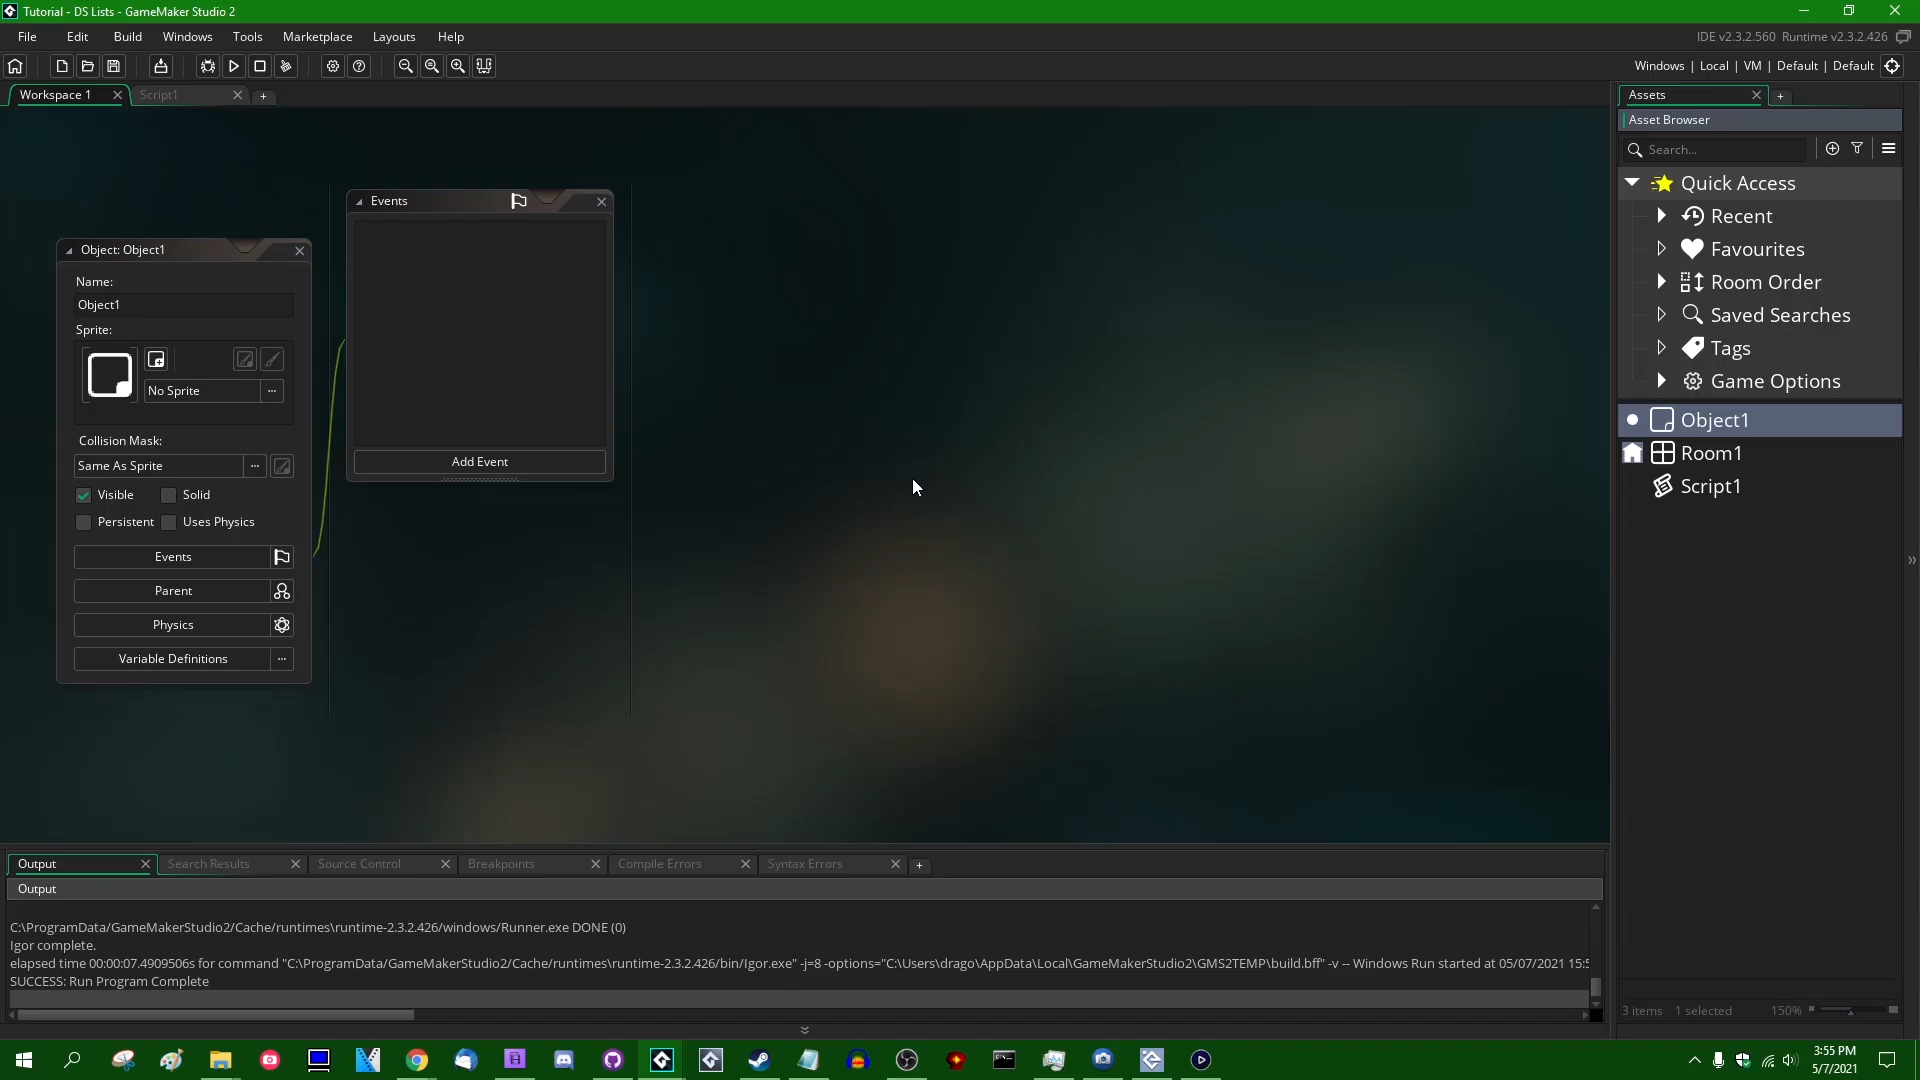 Tutorial - DS Lists - GameMaker Studio 2
File Edit Build Windows Tools Marketplace Layouts Help
IDE v2.3.2.560 Runtime v2.3.2.426
Windows | Local | VM | Default | Default
Workspace 1
Script1
Assets
Asset Browser
Search...
Quick Access
Recent
Favourites
Room Order
Saved Searches
Tags
Game Options
Object1
Room1
Script1
3 items 1 selected 150%
Events
Add Event
Object: Object1
Name:
Object1
Sprite:
No Sprite
Collision Mask:
Same As Sprite
Visible Solid
Persistent Uses Physics
Events
Parent
Physics
Variable Definitions
Output Search Results Source Control Breakpoints Compile Errors Syntax Errors
Output
C:\ProgramData/GameMakerStudio2/Cache/runtimes\runtime-2.3.2.426/windows/Runner.exe DONE (0)
Igor complete.
elapsed time 00:00:07.4909506s for command "C:\ProgramData/GameMakerStudio2/Cache/runtimes\runtime-2.3.2.426/bin/Igor.exe" -j=8 -options="C:\Users\drago\AppData\Local\GameMakerStudio2\GMS2TEMP\build.bff" -v -- Windows Run started at 05/07/2021 15:5
SUCCESS: Run Program Complete
3:55 PM
5/7/2021